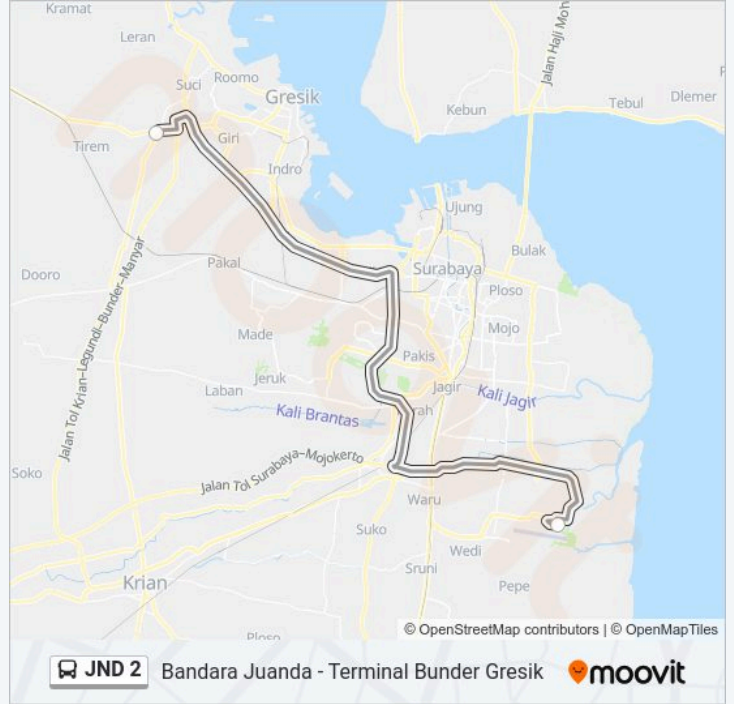 Kramat
Leran
Jalan Haji Moh
Suci
Roomo
Gresik
Kebun
Tebul
Dlemer
Tirem
Giri
Indro
Ujung
Bulak
Dooro
Pakal
Surabaya
Ploso
Mojo
Made
Jalan Tol Krian-Legundi-Bunder-Manyar
Pakis
Jeruk
Laban
Jagir
Kali Jagir
Kali Brantas
rah
Soko
Jalan Tol Surabaya-Mojokerto
Waru
Suko
Wedi
Sruni
Pepe
Krian
Ploso
© OpenStreetMap contributors | © OpenMapTiles
JND 2
Bandara Juanda - Terminal Bunder Gresik
moovit